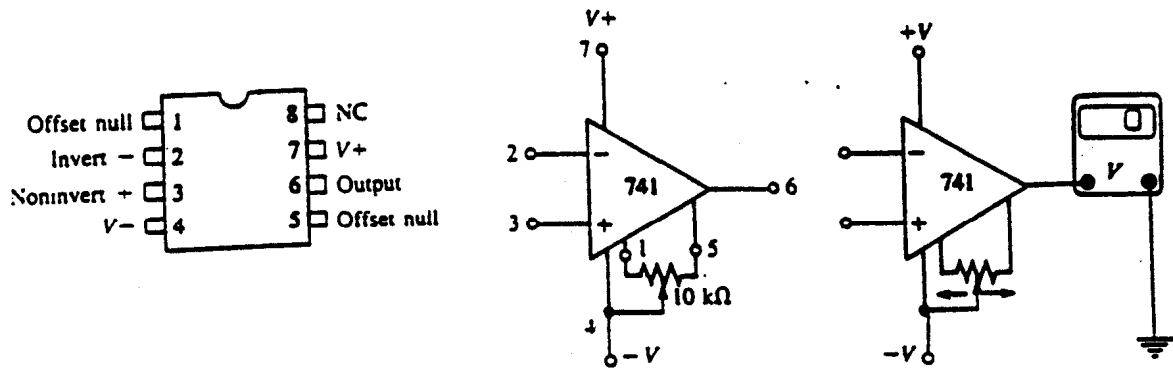 Offset null 1
Invert − 2
Noninvert + 3
V− 4
8 NC
7 V+
6 Output
5 Offset null
V+
7
2 −
741
6
3 +
1
5
10 kΩ
4
−V
+V
−
741
+
−V
0
V